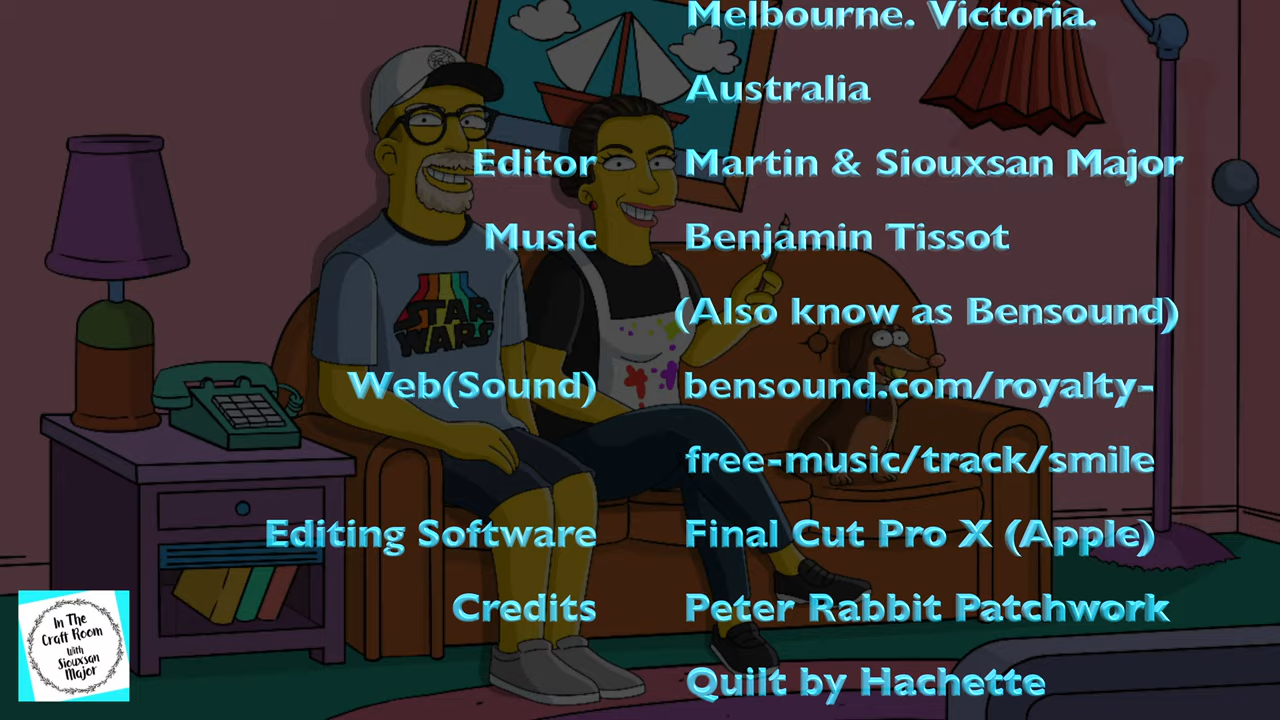 Melbourne. Victoria.
Australia
Editor Martin & Siouxsan Major
Music Benjamin Tissot
(Also know as Bensound)
Web(Sound) bensound.com/royalty-
free-music/track/smile
Editing Software Final Cut Pro X (Apple)
Credits Peter Rabbit Patchwork
Quilt by Hachette
STAR
WARS
In The
Craft Room
With
Siouxsan
Major